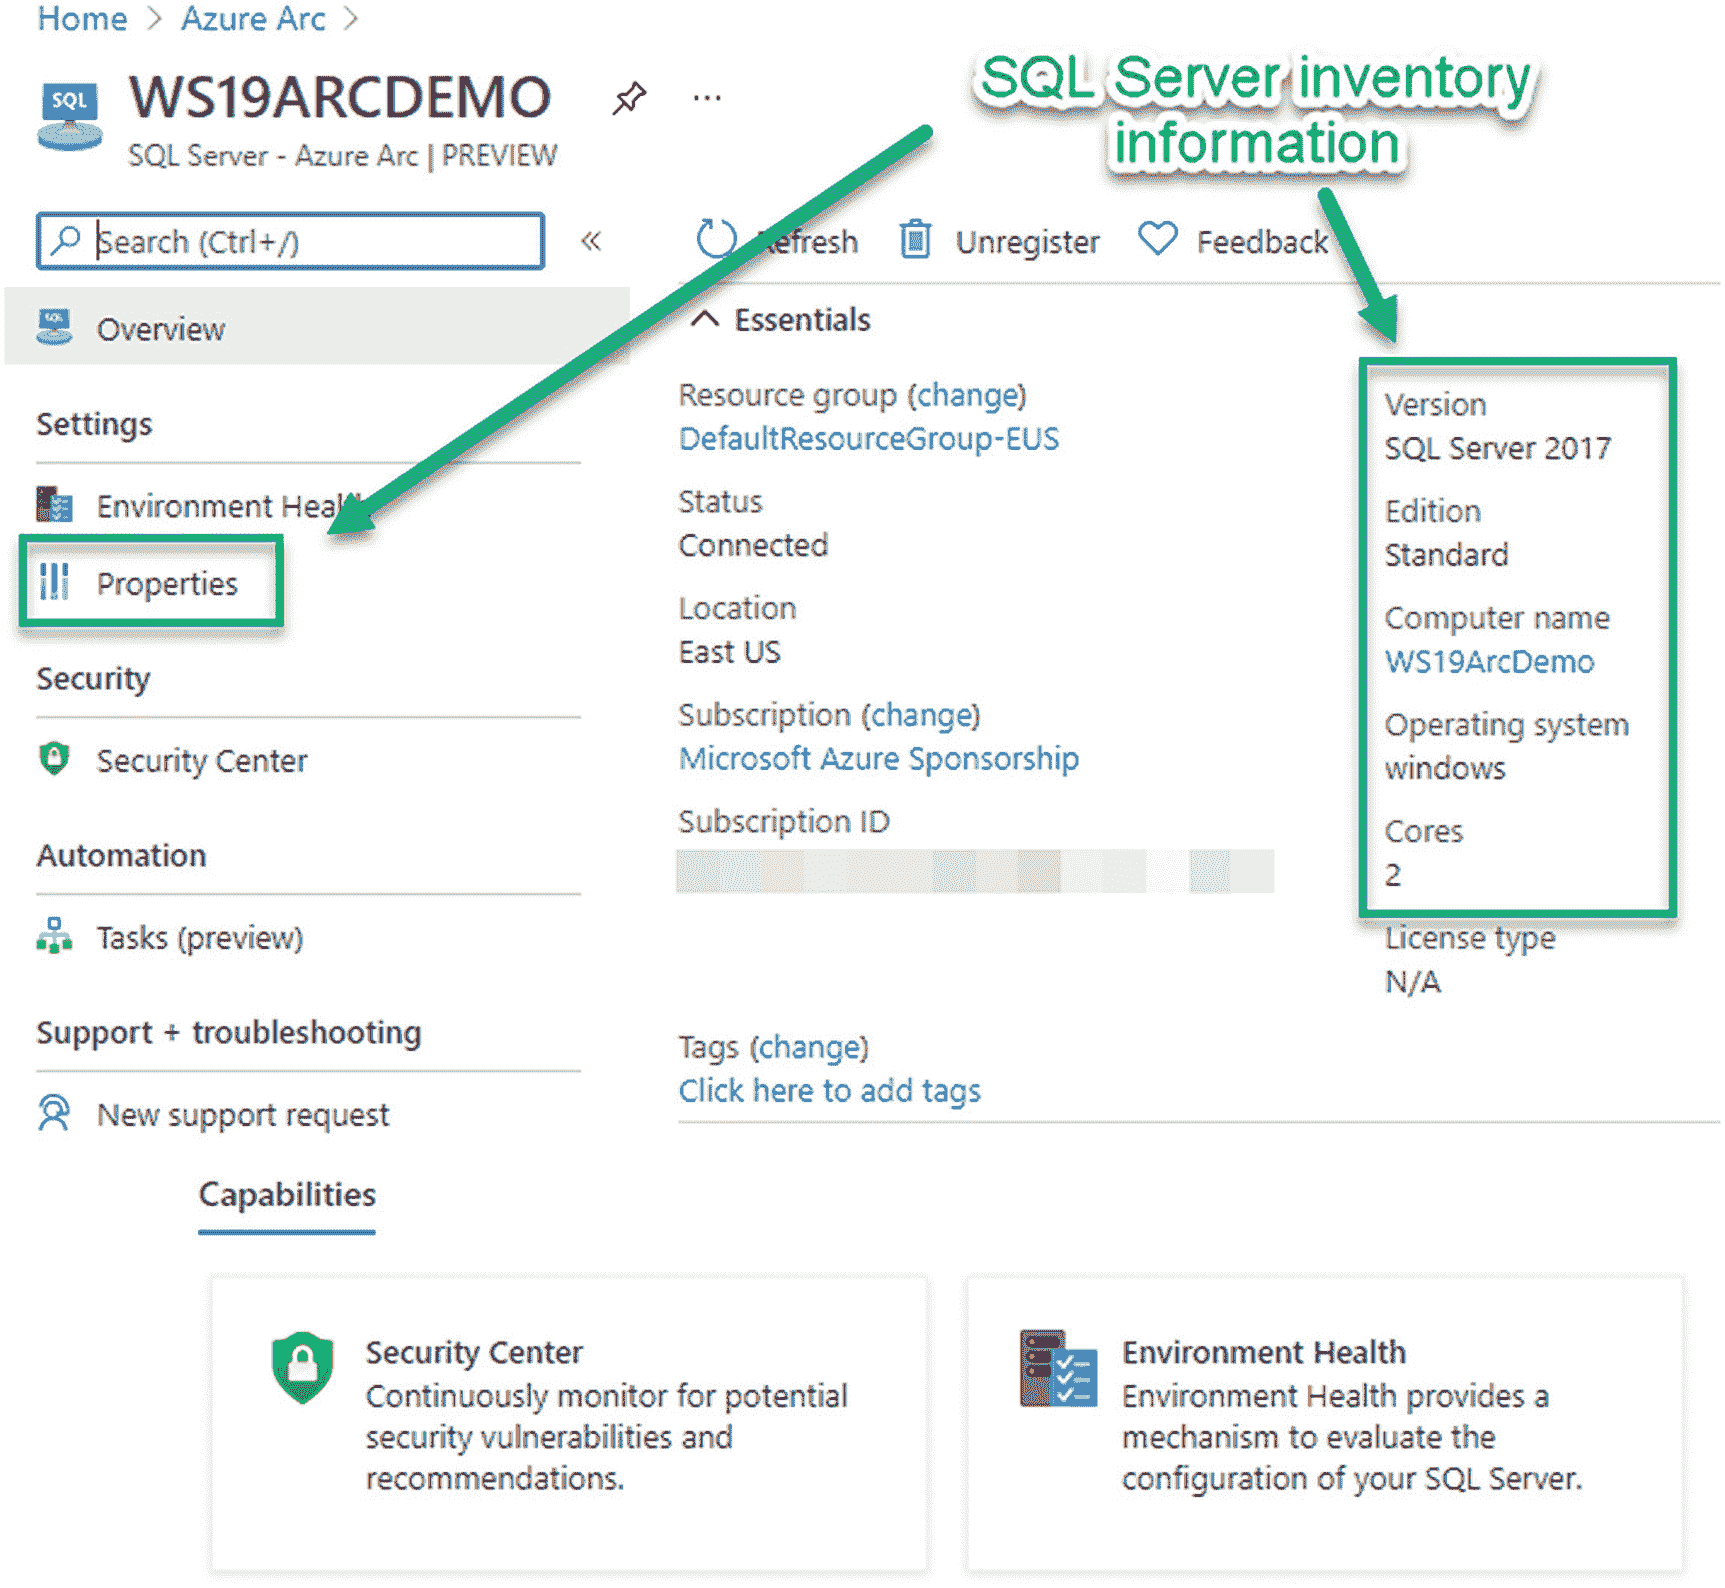 Home > Azure Arc >
WS19ARCDEMO
...
SQL
SQL Server - Azure Arc | PREVIEW
SQL Server inventory
information
Search (Ctrl+/)
«
Refresh
Unregister
Feedback
SQL
Overview
Settings
Environment Health
Properties
Security
Security Center
Automation
Tasks (preview)
Support + troubleshooting
New support request
Essentials
Resource group (change)
DefaultResourceGroup-EUS
Status
Connected
Location
East US
Subscription (change)
Microsoft Azure Sponsorship
Subscription ID
Version
SQL Server 2017
Edition
Standard
Computer name
WS19ArcDemo
Operating system
windows
Cores
2
License type
N/A
Tags (change)
Click here to add tags
Capabilities
Security Center
Continuously monitor for potential
security vulnerabilities and
recommendations.
Environment Health
Environment Health provides a
mechanism to evaluate the
configuration of your SQL Server.